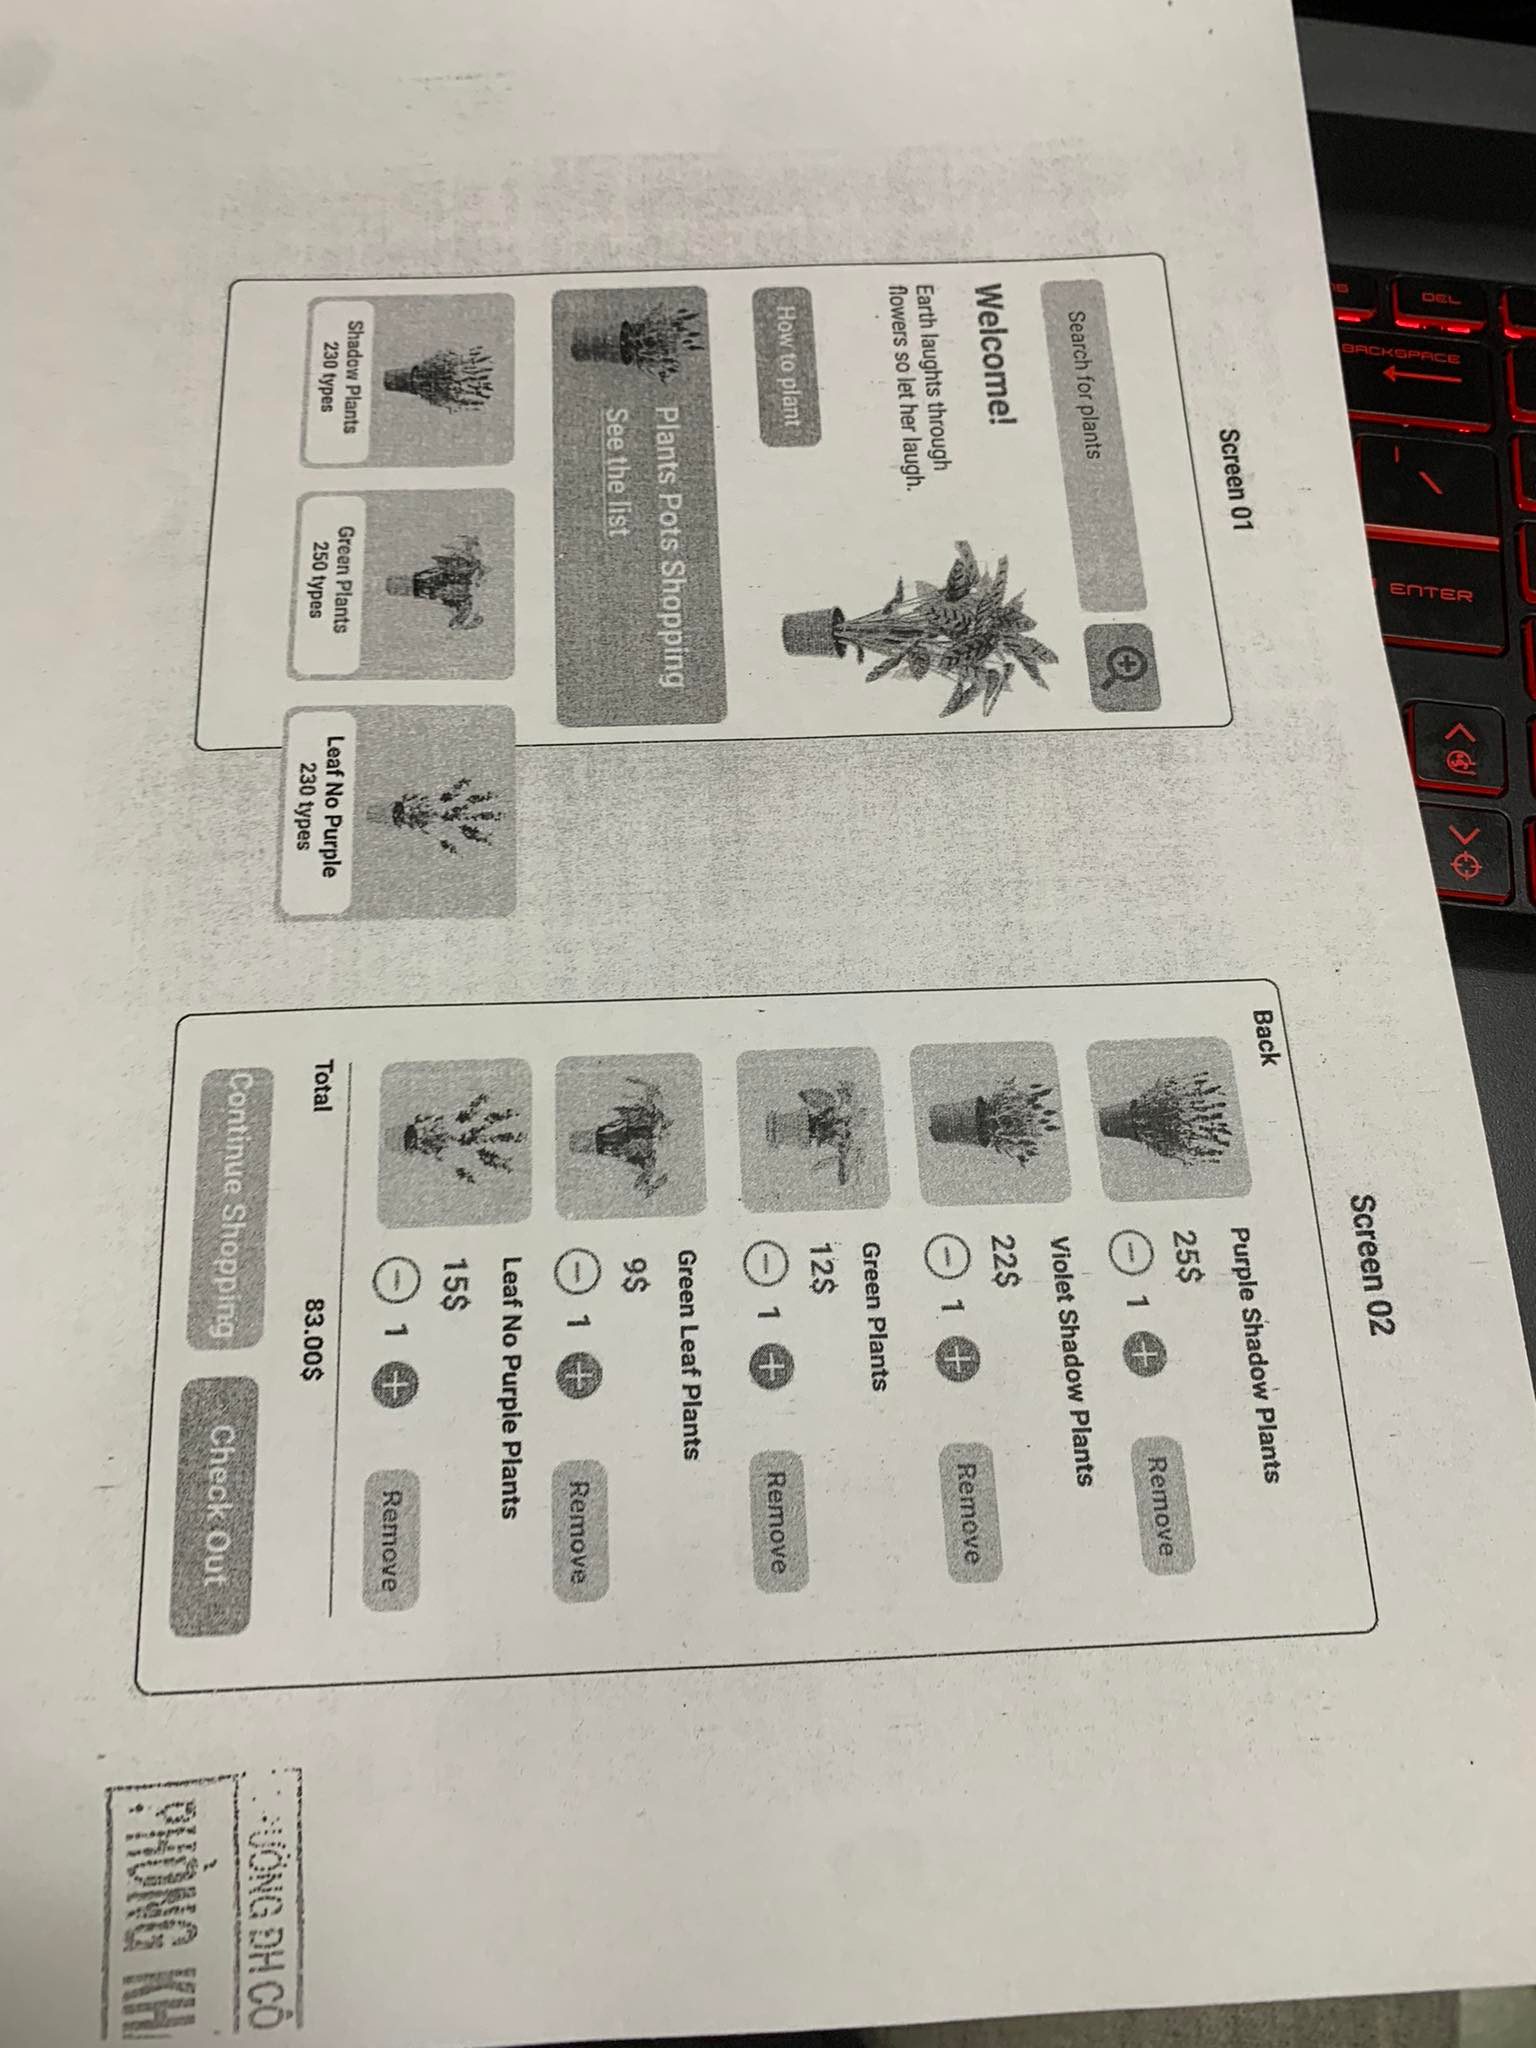 DEL
BACKSPACE
ENTER
Screen 01
Search for plants
Welcome!
Earth laughts through
flowers so let her laugh.
How to plant
Plants Pots Shopping
See the list
Shadow Plants
230 types
Green Plants
250 types
Leaf No Purple
230 types
Screen 02
Back
Purple Shadow Plants
25$
1
Remove
Violet Shadow Plants
22$
1
Remove
Green Plants
12$
1
Remove
Green Leaf Plants
9$
1
Remove
Leaf No Purple Plants
15$
1
Remove
Total 83.00$
Continue Shopping
Check Out
ƯỜNG ĐH CÔ
PHÒNG KH